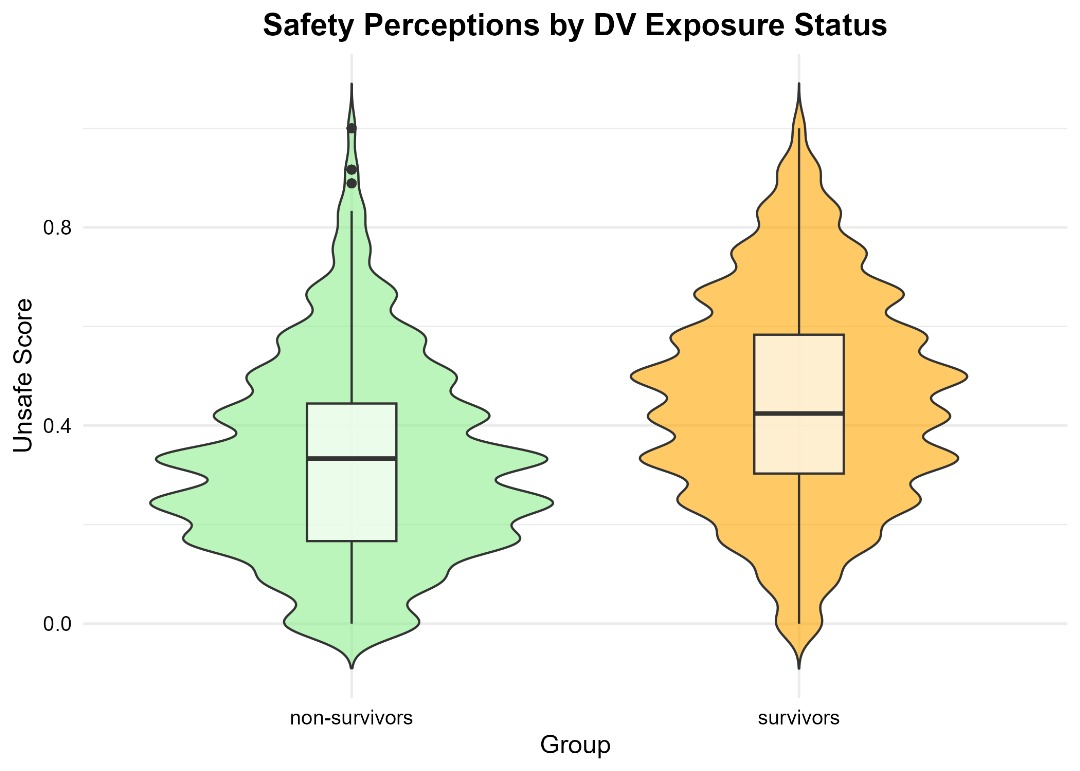 Safety Perceptions by DV Exposure Status
Unsafe Score
0.8
0.4
0.0
non-survivors
survivors
Group